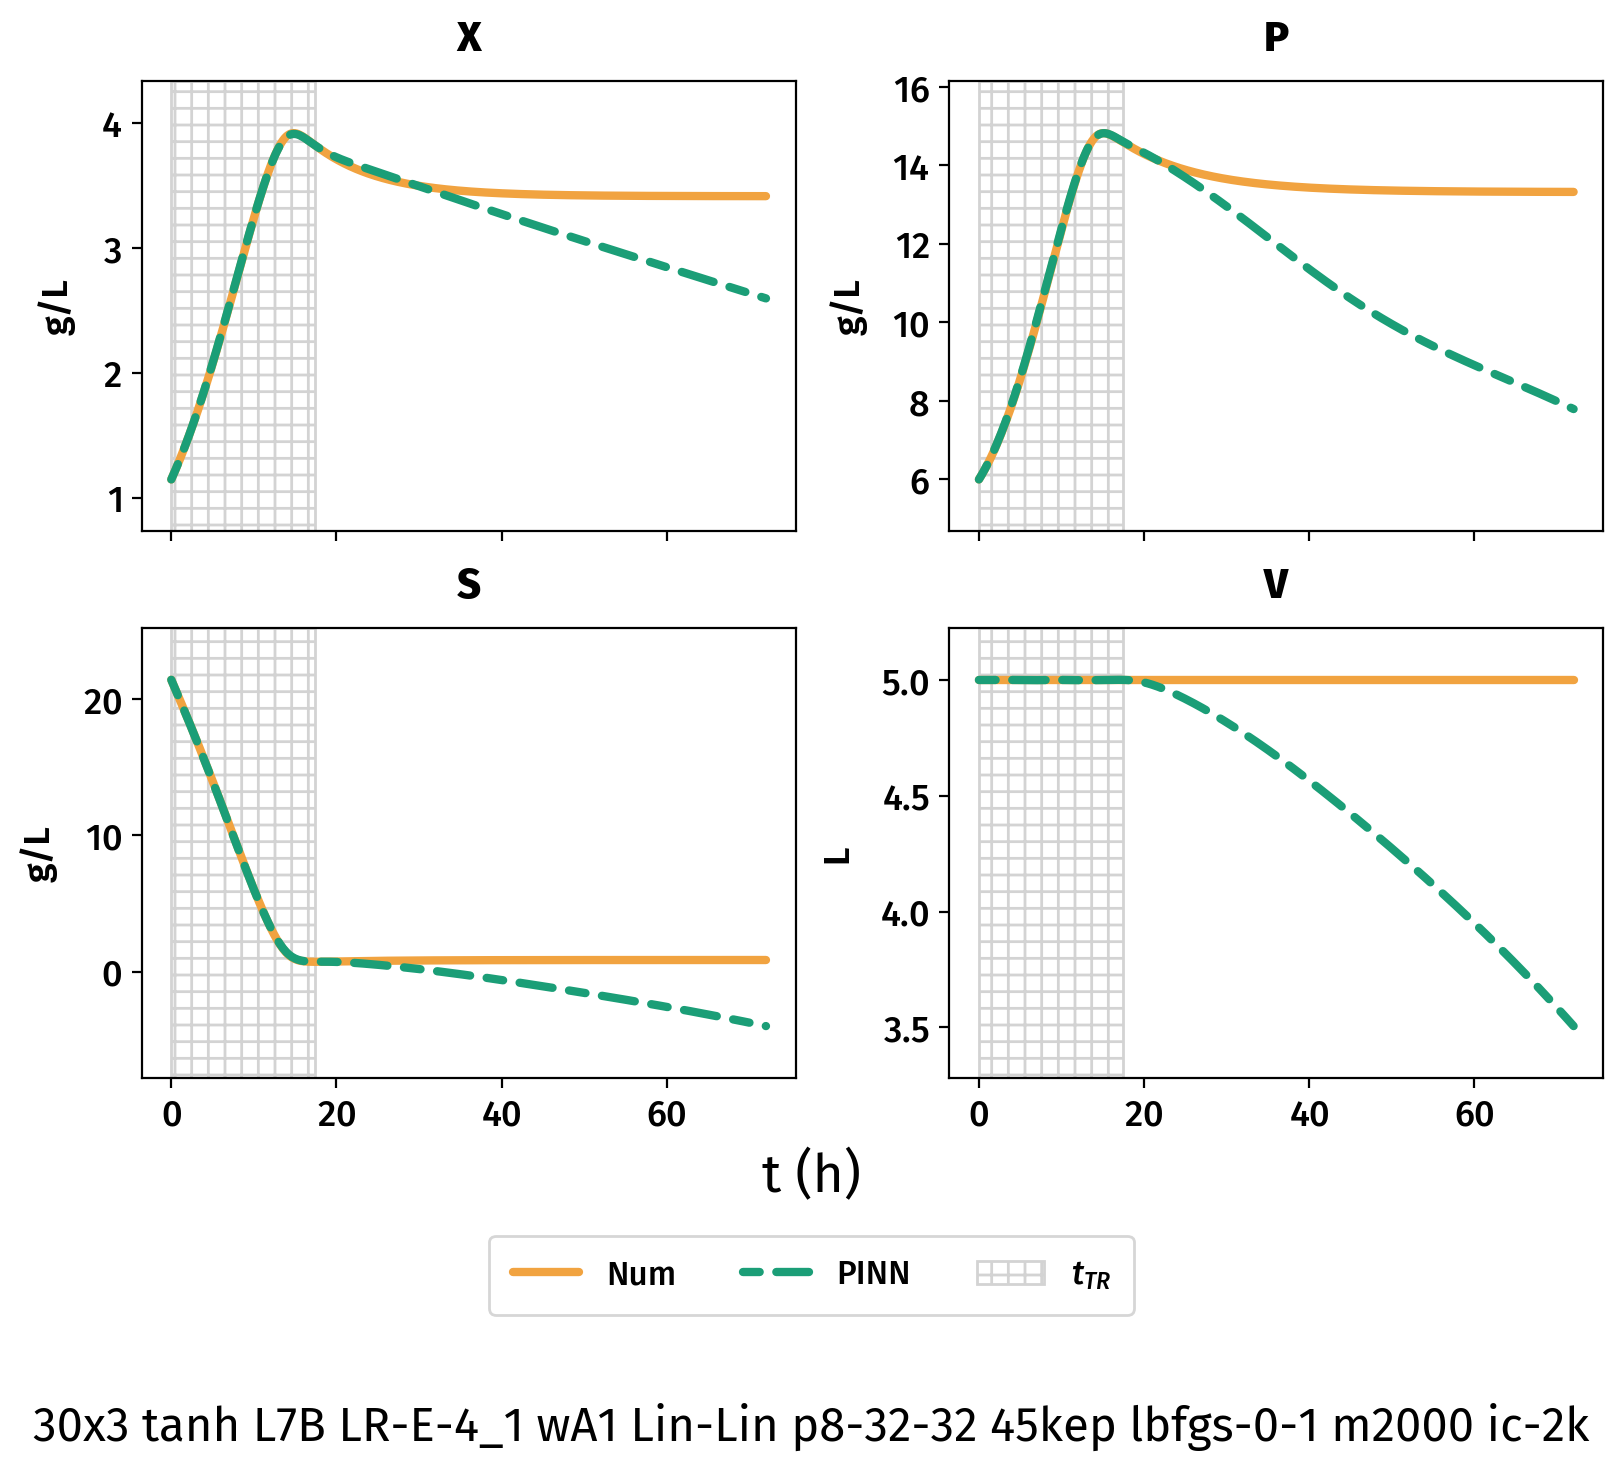 X
P
4
3
2
1
g/L
16
14
12
10
8
6
g/L
S
V
20
10
0
g/L
5.0
4.5
4.0
3.5
L
0 20 40 60
0 20 40 60
t (h)
Num PINN t_TR
30x3 tanh L7B LR-E-4_1 wA1 Lin-Lin p8-32-32 45kep lbfgs-0-1 m2000 ic-2k